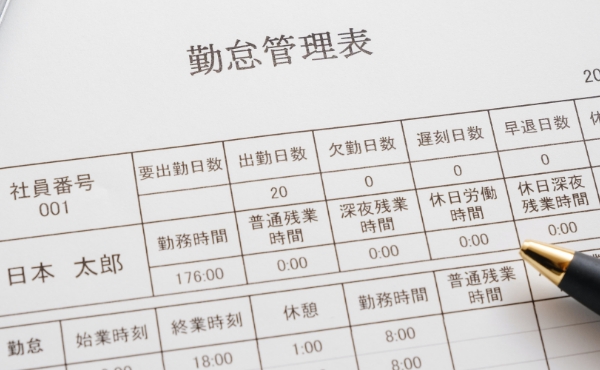 勤怠管理表
20
社員番号 要出勤日数 出勤日数 欠勤日数 遅刻日数 早退日数 休
001 20 0 0 0 0
日本 太郎 勤務時間 普通残業時間 深夜残業時間 休日労働時間 休日深夜残業時間
176:00 0:00 0:00 0:00 0:00
勤怠 始業時刻 終業時刻 休憩 勤務時間 普通残業時間
18:00 1:00 8:00
8:00